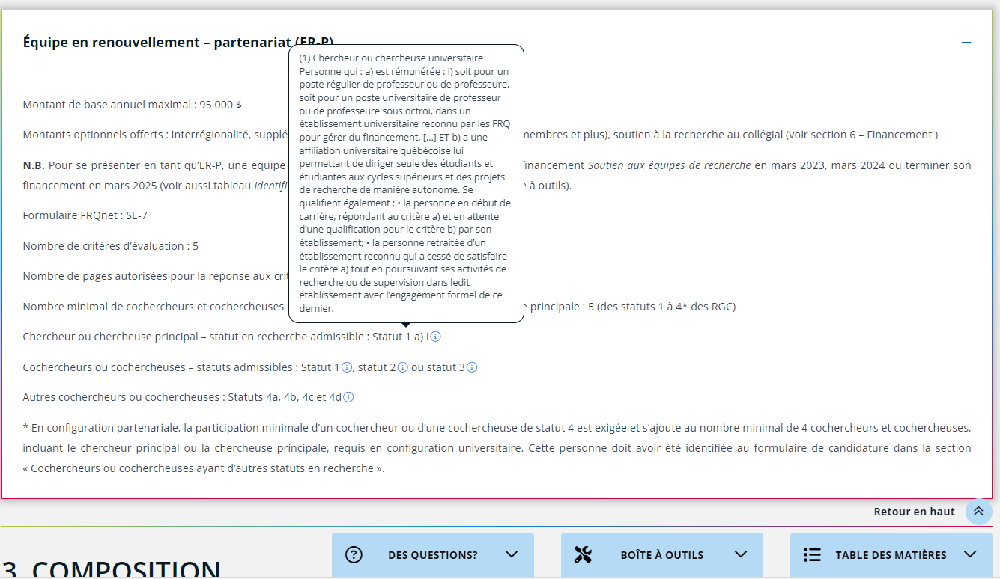 Équipe en renouvellement – partenariat (ER-P)
(1) Chercheur ou chercheuse universitaire
Personne qui : a) est rémunérée : i) soit pour un
poste régulier de professeur ou de professeure,
soit pour un poste universitaire de professeur
ou de professeure sous octroi, dans un
établissement universitaire reconnu par les FRQ
pour gérer du financement, [...] ET b) a une
affiliation universitaire québécoise lui
permettant de diriger seule des étudiants et
étudiantes aux cycles supérieurs et des projets
de recherche de manière autonome. Se
qualifient également : • la personne en début de
carrière, répondant au critère a) et en attente
d’une qualification pour le critère b) par son
établissement; • la personne retraitée d’un
établissement reconnu qui a cessé de satisfaire
le critère a) tout en poursuivant ses activités de
recherche ou de supervision dans ledit
établissement avec l’engagement formel de ce
dernier.
Montant de base annuel maximal : 95 000 $
Montants optionnels offerts : interrégionalité, supplé membres et plus), soutien à la recherche au collégial (voir section 6 – Financement )
N.B. Pour se présenter en tant qu’ER-P, une équipe financement Soutien aux équipes de recherche en mars 2023, mars 2024 ou terminer son
financement en mars 2025 (voir aussi tableau Identifi à outils).
Formulaire FRQnet : SE-7
Nombre de critères d’évaluation : 5
Nombre de pages autorisées pour la réponse aux crit
Nombre minimal de cochercheurs et cochercheuses principale : 5 (des statuts 1 à 4* des RGC)
Chercheur ou chercheuse principal – statut en recherche admissible : Statut 1 a) i
Cochercheurs ou cochercheuses – statuts admissibles : Statut 1, statut 2 ou statut 3
Autres cochercheurs ou cochercheuses : Statuts 4a, 4b, 4c et 4d
* En configuration partenariale, la participation minimale d’un cochercheur ou d’une cochercheuse de statut 4 est exigée et s’ajoute au nombre minimal de 4 cochercheurs et cochercheuses,
incluant le chercheur principal ou la chercheuse principale, requis en configuration universitaire. Cette personne doit avoir été identifiée au formulaire de candidature dans la section
« Cochercheurs ou cochercheuses ayant d’autres statuts en recherche ».
Retour en haut
3. COMPOSITION
DES QUESTIONS?
BOÎTE À OUTILS
TABLE DES MATIÈRES